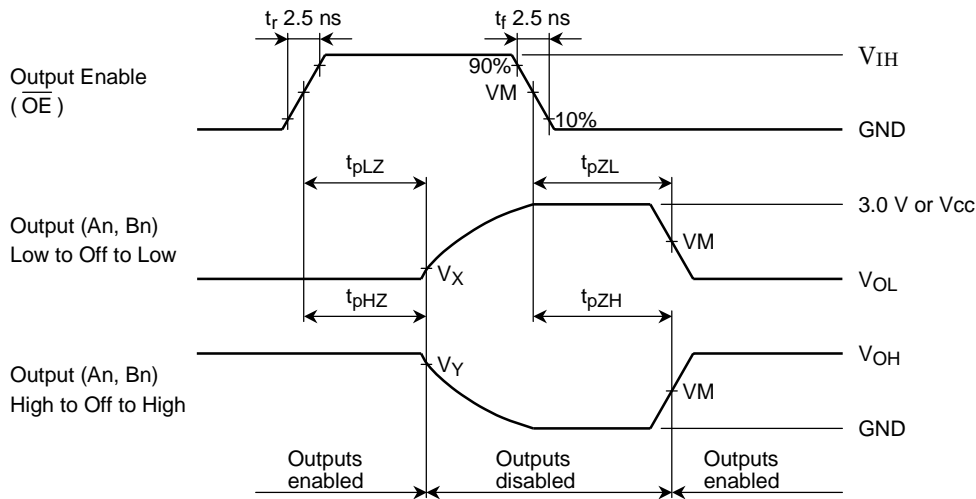 tr 2.5 ns
tf 2.5 ns
Output Enable
( OE )
90%
VM
10%
VIH
GND
tpLZ
tpZL
Output (An, Bn)
Low to Off to Low
3.0 V or Vcc
VM
VX
VOL
tpHZ
tpZH
Output (An, Bn)
High to Off to High
VY
VOH
VM
GND
Outputs
enabled
Outputs
disabled
Outputs
enabled